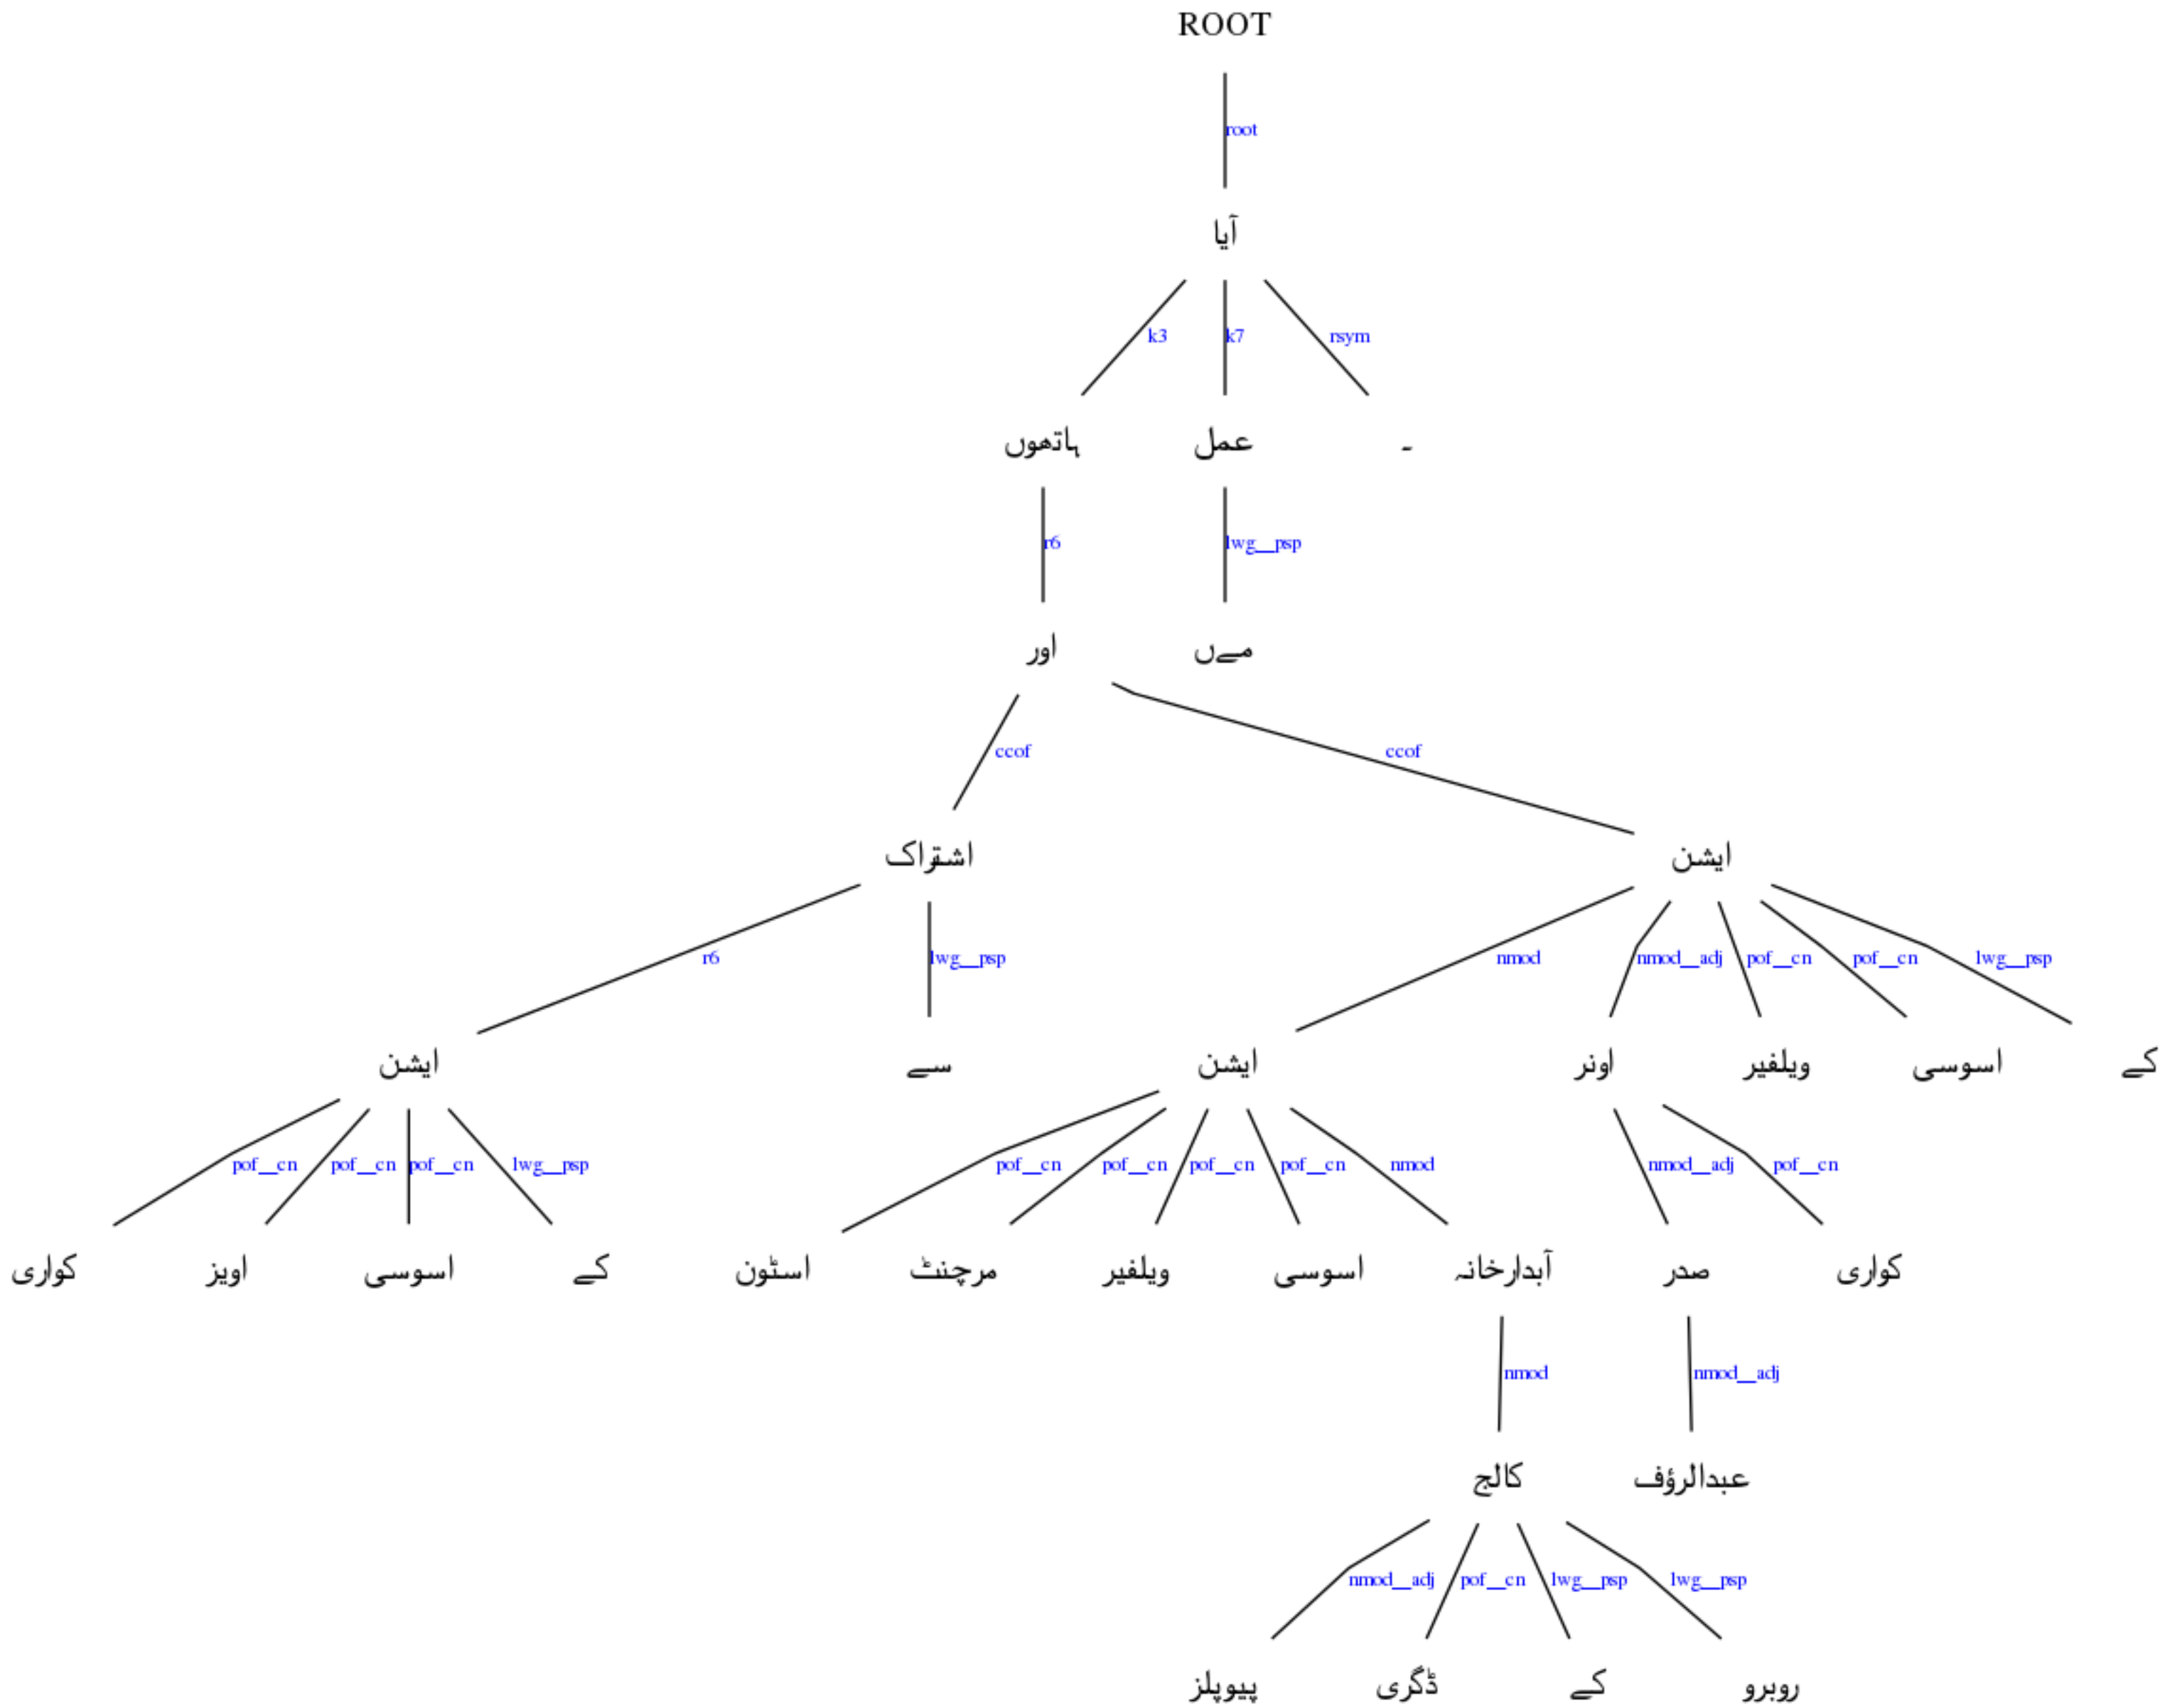 ROOT
root
آیا
k3 k7 rsym
ہاتھوں عمل ۔
r6 lwg__psp
اور مےں
ccof ccof
اشتراک ایشن
r6 lwg__psp nmod nmod__adj pof__cn pof__cn lwg__psp
ایشن سے ایشن اونر ویلفیر اسوسی کے
pof__cn pof__cn pof__cn lwg__psp pof__cn pof__cn pof__cn pof__cn nmod nmod__adj pof__cn
کواری اویز اسوسی کے اسٹون مرچنٹ ویلفیر اسوسی آبدارخانہ صدر کواری
nmod nmod__adj
کالج عبدالرؤف
nmod__adj pof__cn lwg__psp lwg__psp
پیوپلز ڈگری کے روبرو